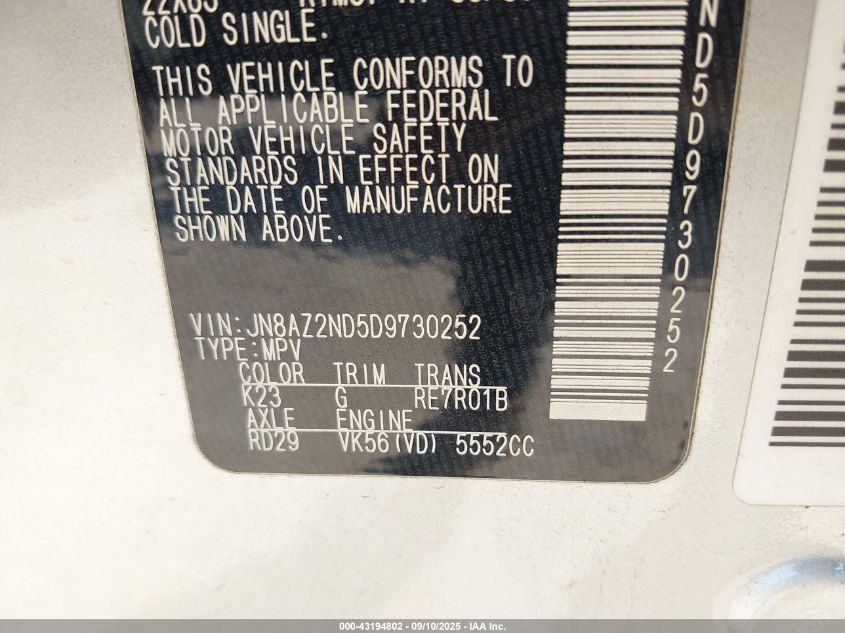 COLD SINGLE.
THIS VEHICLE CONFORMS TO
ALL APPLICABLE FEDERAL
MOTOR VEHICLE SAFETY
STANDARDS IN EFFECT ON
THE DATE OF MANUFACTURE
SHOWN ABOVE.
VIN:JN8AZ2ND5D9730252
TYPE:MPV
COLOR TRIM TRANS
K23 G RE7R01B
AXLE ENGINE
RD29 VK56(VD) 5552CC
ND5D9730252
000-43194802 - 09/10/2025 - IAA Inc.